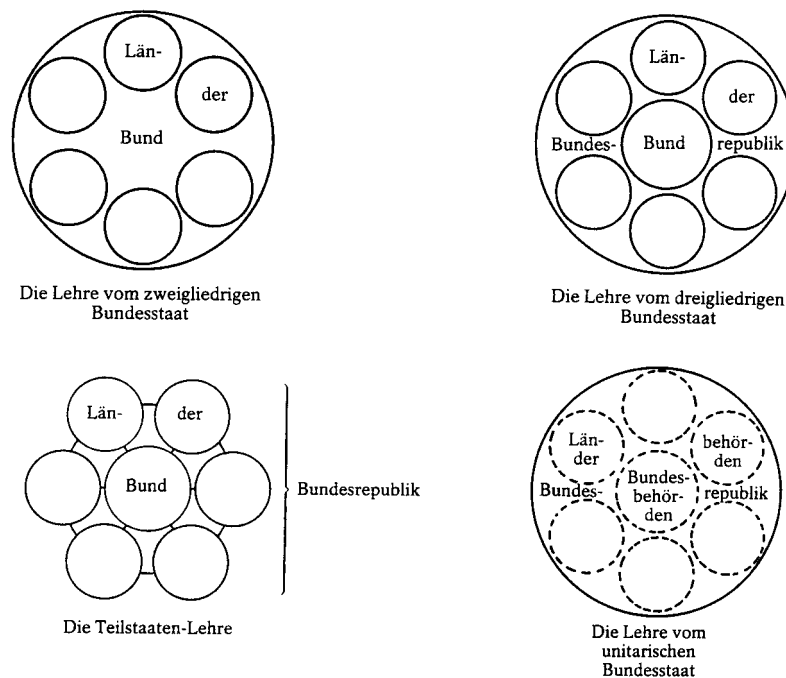 Län-
der
Bund
Die Lehre vom zweigliedrigen
Bundesstaat
Län-
der
Bundes-
Bund
republik
Die Lehre vom dreigliedrigen
Bundesstaat
Län-
der
Bund
Bundesrepublik
Die Teilstaaten-Lehre
Län-
der
behör-
den
Bundes-
Bundes-
behör-
den
republik
Die Lehre vom
unitarischen
Bundesstaat